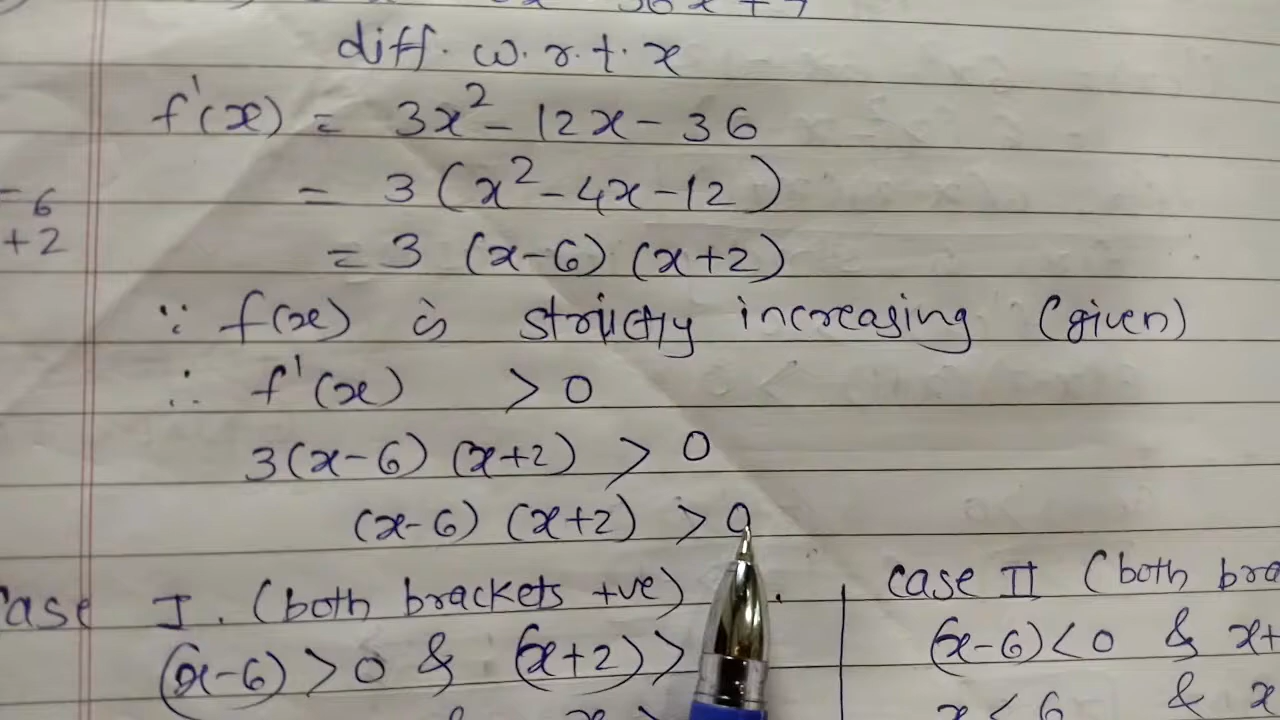 36x+7
diff. w.r.t. x
f'(x) = 3x² - 12x - 36
= 3(x² - 4x - 12)
-6
+2
= 3 (x-6) (x+2)
∵ f(x) is strictly increasing (given)
∴ f'(x) > 0
3(x-6) (x+2) > 0
(x-6) (x+2) > 0
case I. (both brackets +ve)
(x-6) > 0 & (x+2) >
case II (both bra
(x-6) < 0 & x+
x < 6 & x